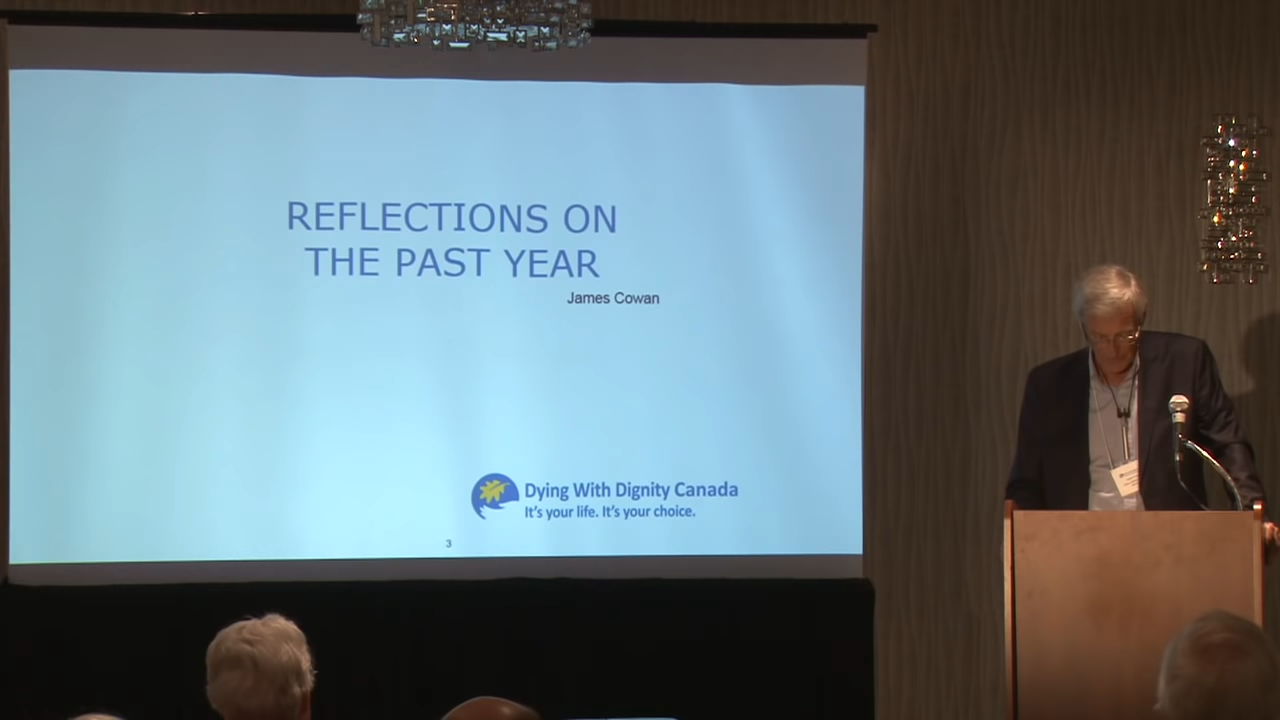 REFLECTIONS ON
THE PAST YEAR
James Cowan
Dying With Dignity Canada
It's your life. It's your choice.
3